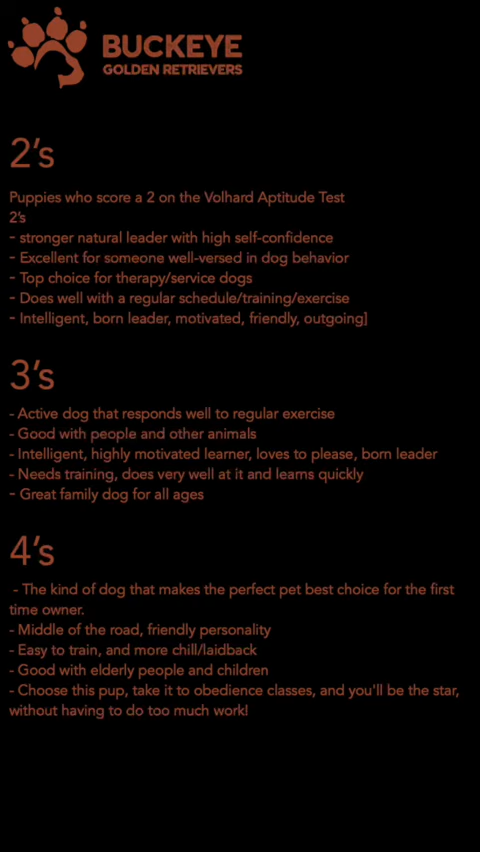 BUCKEYE
GOLDEN RETRIEVERS
2's
Puppies who score a 2 on the Volhard Aptitude Test
2's
- stronger natural leader with high self-confidence
- Excellent for someone well-versed in dog behavior
- Top choice for therapy/service dogs
- Does well with a regular schedule/training/exercise
- Intelligent, born leader, motivated, friendly, outgoing]
3's
- Active dog that responds well to regular exercise
- Good with people and other animals
- Intelligent, highly motivated learner, loves to please, born leader
- Needs training, does very well at it and learns quickly
- Great family dog for all ages
4's
- The kind of dog that makes the perfect pet best choice for the first
time owner.
- Middle of the road, friendly personality
- Easy to train, and more chill/laidback
- Good with elderly people and children
- Choose this pup, take it to obedience classes, and you'll be the star,
without having to do too much work!